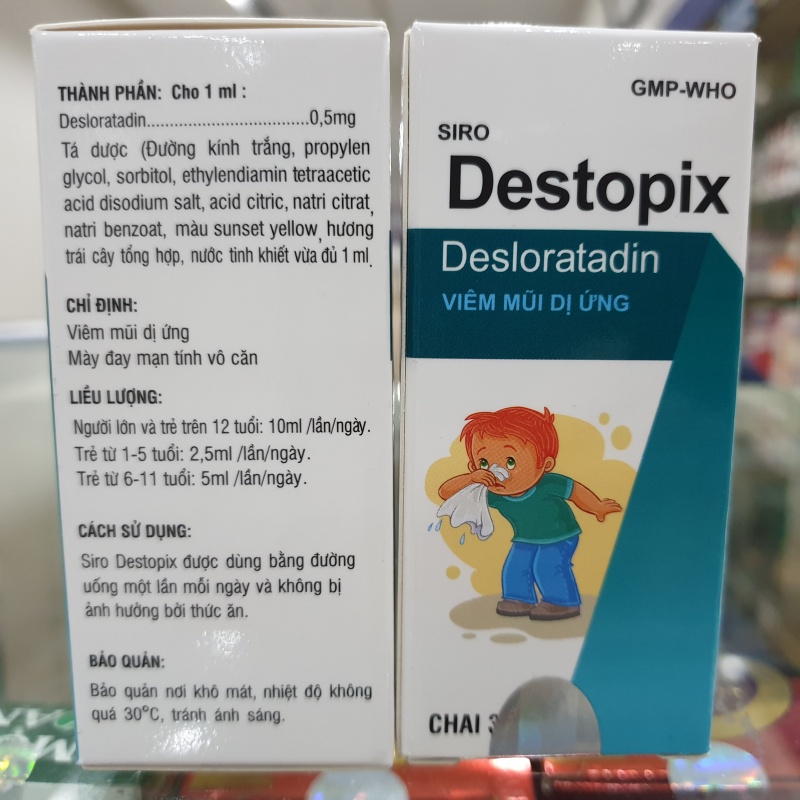 THÀNH PHẦN: Cho 1 ml :
Desloratadin..................................0,5mg
Tá dược (Đường kính trắng, propylen
glycol, sorbitol, ethylendiamin tetraacetic
acid disodium salt, acid citric, natri citrat,
natri benzoat, màu sunset yellow, hương
trái cây tổng hợp, nước tinh khiết vừa đủ 1 ml.
CHỈ ĐỊNH:
Viêm mũi dị ứng
Mày đay mạn tính vô căn
LIỀU LƯỢNG:
Người lớn và trẻ trên 12 tuổi: 10ml /lần/ngày.
Trẻ từ 1-5 tuổi: 2,5ml /lần/ngày.
Trẻ từ 6-11 tuổi: 5ml /lần/ngày.
CÁCH SỬ DỤNG:
Siro Destopix được dùng bằng đường
uống một lần mỗi ngày và không bị
ảnh hưởng bởi thức ăn.
BẢO QUẢN:
Bảo quản nơi khô mát, nhiệt độ không
quá 30°C, tránh ánh sáng.
GMP-WHO
SIRO
Destopix
Desloratadin
VIÊM MŨI DỊ ỨNG
CHAI